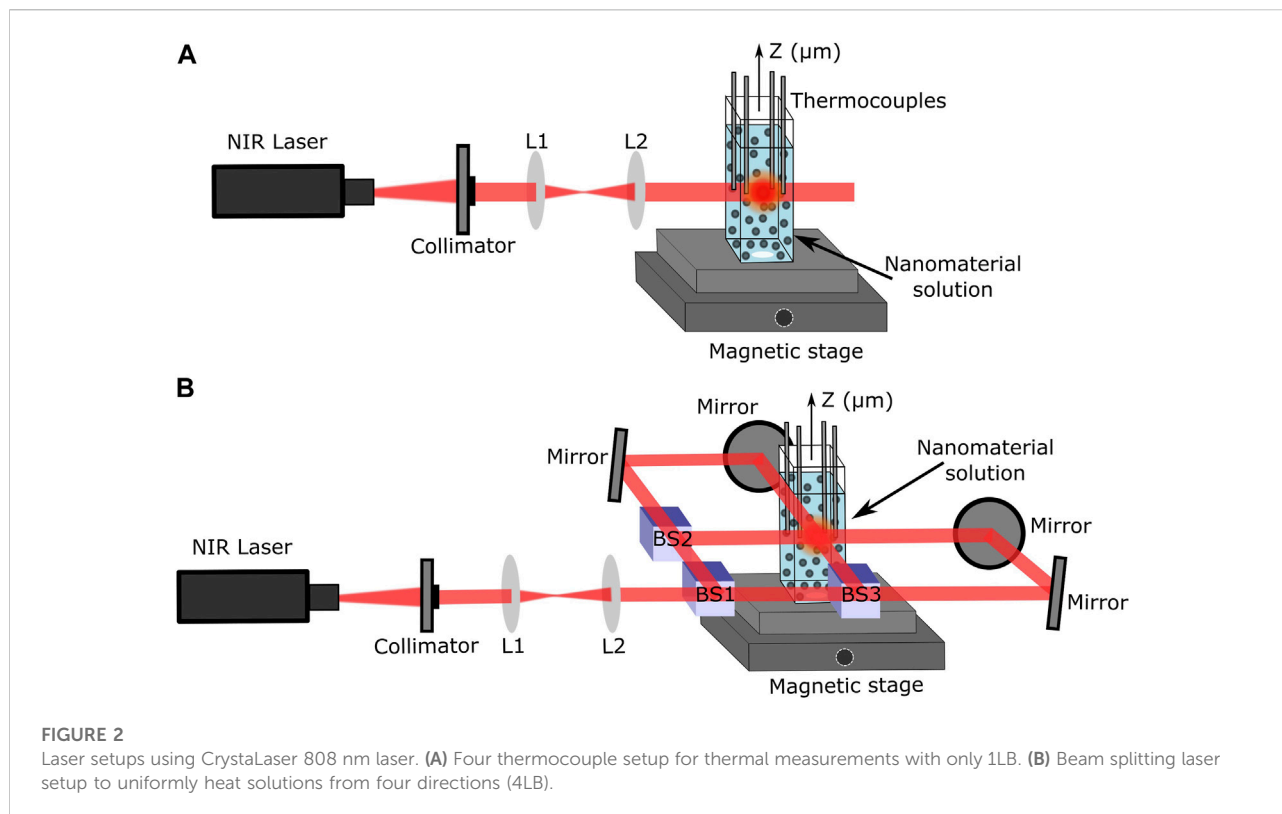 A
Z (μm)
Thermocouples
NIR Laser
L1
L2
Collimator
Nanomaterial
solution
Magnetic stage
B
Mirror
Z (μm)
Mirror
Nanomaterial
solution
BS2
Mirror
NIR Laser
BS1
BS3
Mirror
Collimator
L1
L2
Magnetic stage
FIGURE 2
Laser setups using CrystaLaser 808 nm laser. (A) Four thermocouple setup for thermal measurements with only 1LB. (B) Beam splitting laser
setup to uniformly heat solutions from four directions (4LB).